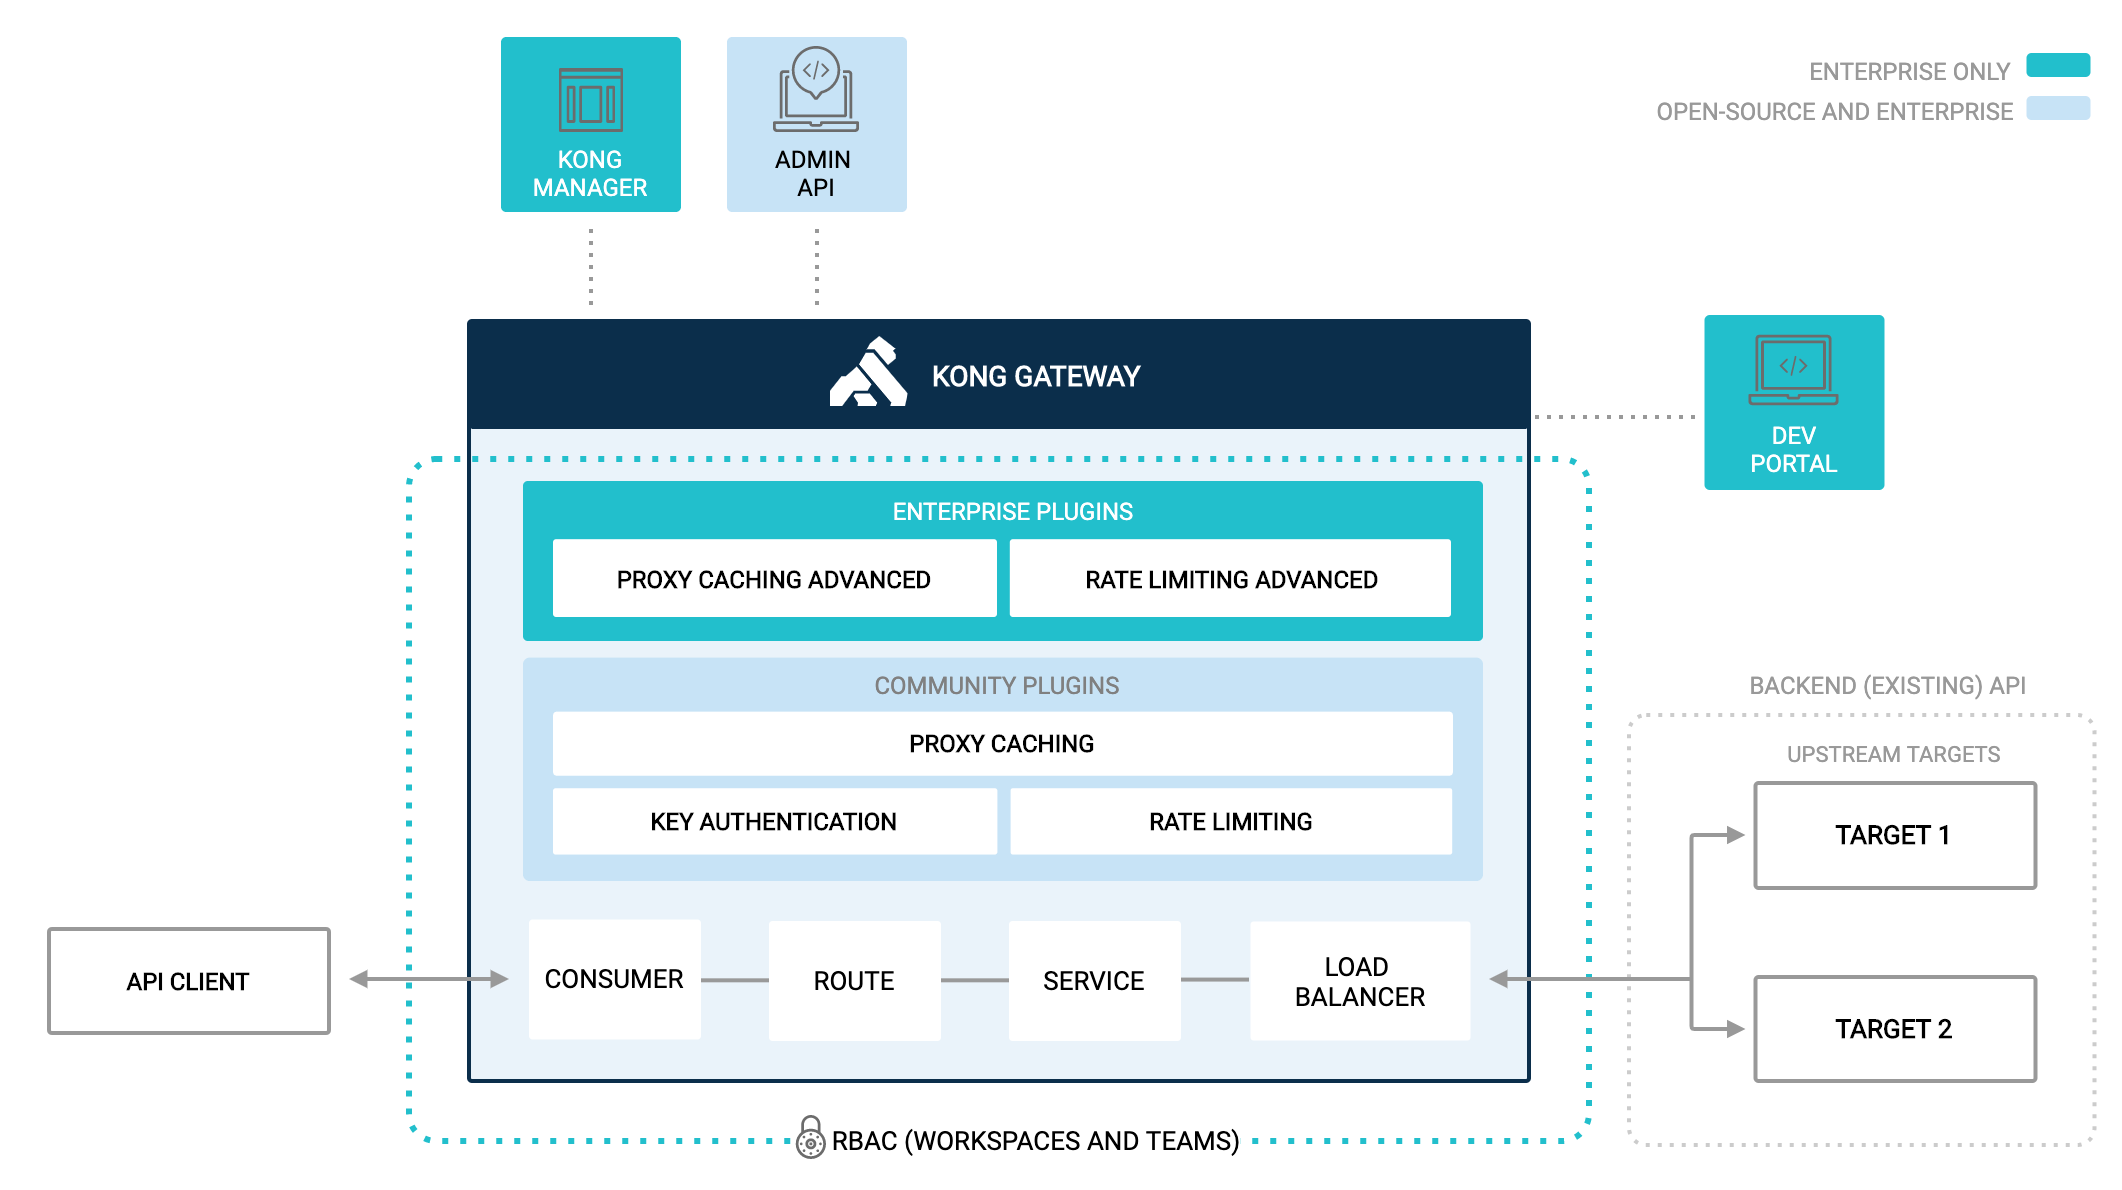 KONG
MANAGER
ADMIN
API
ENTERPRISE ONLY
OPEN-SOURCE AND ENTERPRISE
KONG GATEWAY
DEV
PORTAL
ENTERPRISE PLUGINS
PROXY CACHING ADVANCED
RATE LIMITING ADVANCED
COMMUNITY PLUGINS
PROXY CACHING
KEY AUTHENTICATION
RATE LIMITING
BACKEND (EXISTING) API
UPSTREAM TARGETS
TARGET 1
TARGET 2
API CLIENT
CONSUMER
ROUTE
SERVICE
LOAD
BALANCER
RBAC (WORKSPACES AND TEAMS)